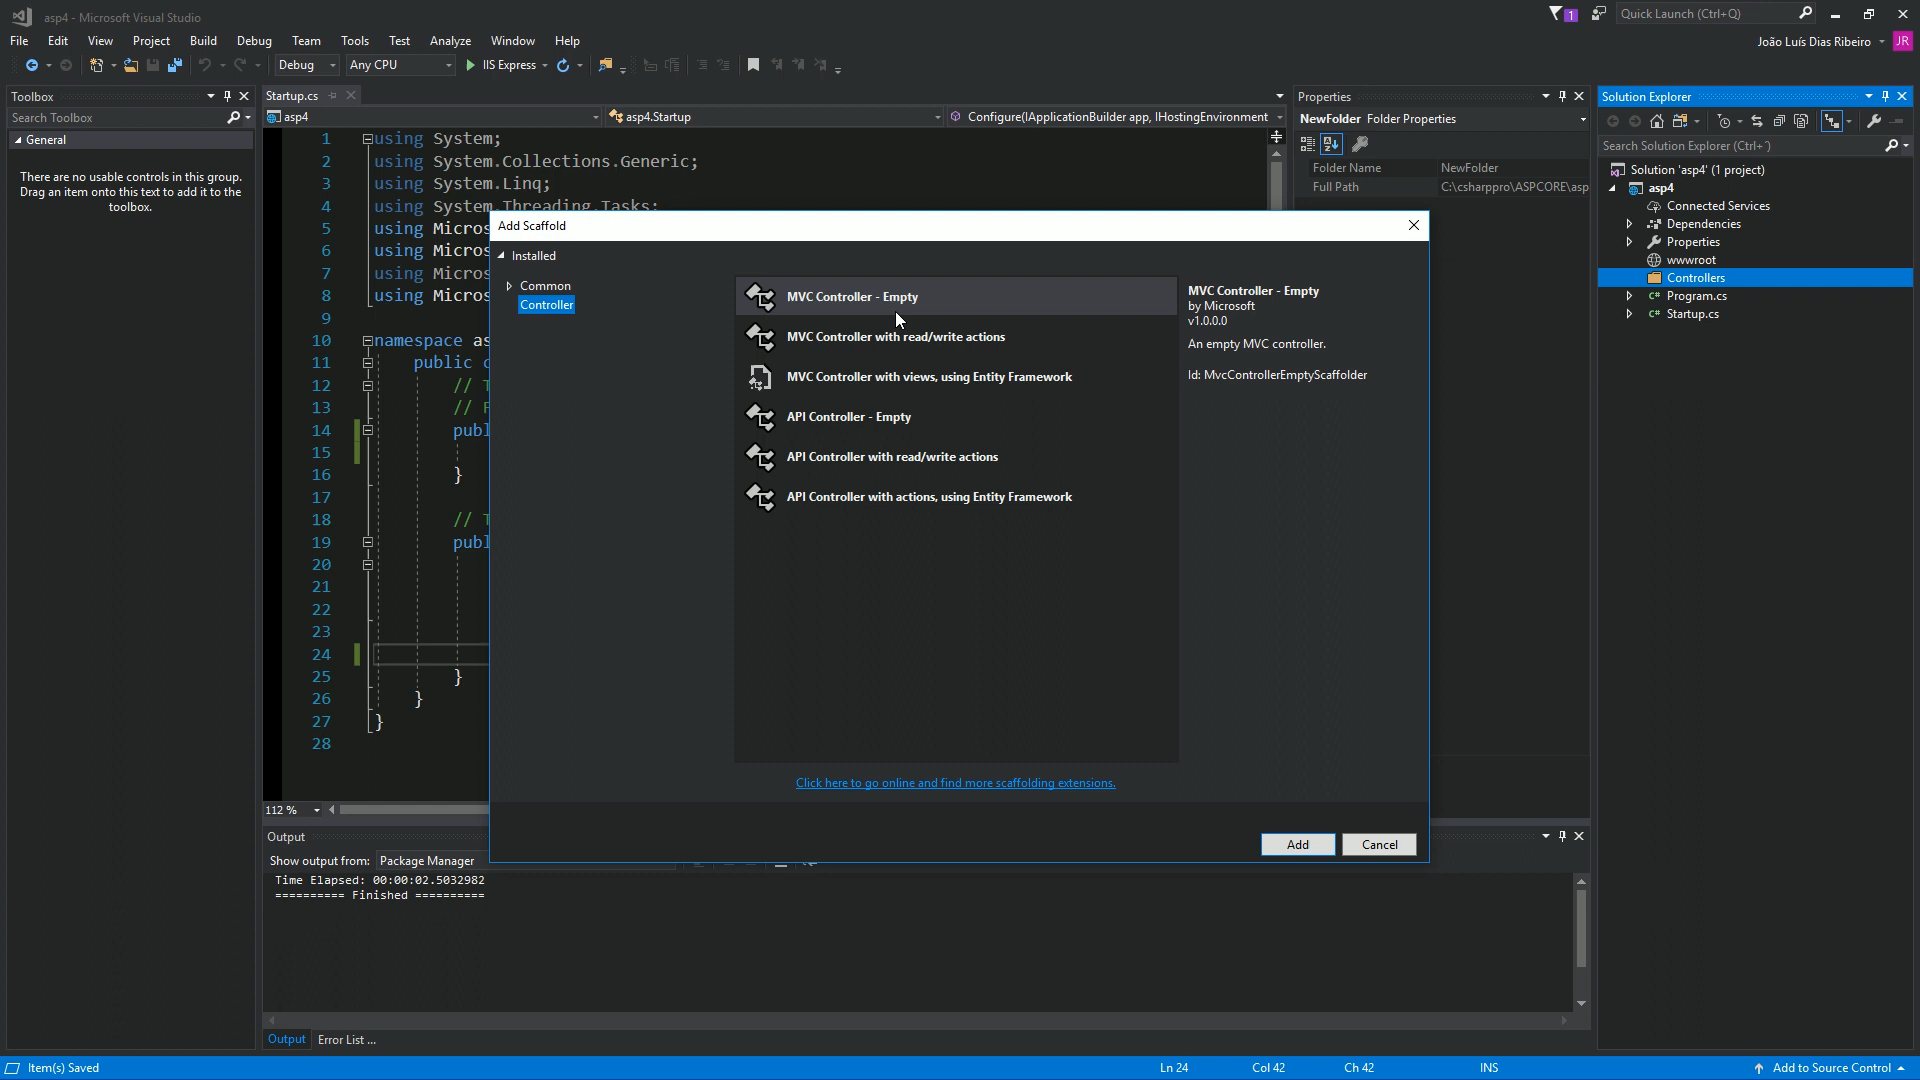 asp4 - Microsoft Visual Studio
1
Quick Launch (Ctrl+Q)
File Edit View Project Build Debug Team Tools Test Analyze Window Help
João Luís Dias Ribeiro JR
Debug Any CPU IIS Express
Toolbox
Search Toolbox
General
There are no usable controls in this group.
Drag an item onto this text to add it to the
toolbox.
Startup.cs
asp4 asp4.Startup Configure(IApplicationBuilder app, IHostingEnvironment
1 using System;
2 using System.Collections.Generic;
3 using System.Linq;
4 using System.Threading.Tasks;
5 using Micros
6 using Micros
7 using Micros
8 using Micros
9
10 namespace as
11 public c
12 // T
13 // F
14 publ
15
16 }
17
18 // T
19 publ
20
21
22
23
24
25 }
26 }
27 }
28
112 %
Add Scaffold
Installed
Common
Controller
MVC Controller - Empty
MVC Controller with read/write actions
MVC Controller with views, using Entity Framework
API Controller - Empty
API Controller with read/write actions
API Controller with actions, using Entity Framework
MVC Controller - Empty
by Microsoft
v1.0.0.0
An empty MVC controller.
Id: MvcControllerEmptyScaffolder
Click here to go online and find more scaffolding extensions.
Add Cancel
Properties
NewFolder Folder Properties
Folder Name NewFolder
Full Path C:\csharppro\ASPCORE\asp
Solution Explorer
Search Solution Explorer (Ctrl+´)
Solution 'asp4' (1 project)
asp4
Connected Services
Dependencies
Properties
wwwroot
Controllers
C# Program.cs
C# Startup.cs
Output
Show output from: Package Manager
Time Elapsed: 00:00:02.5032982
========== Finished ==========
Output Error List ...
Item(s) Saved Ln 24 Col 42 Ch 42 INS Add to Source Control